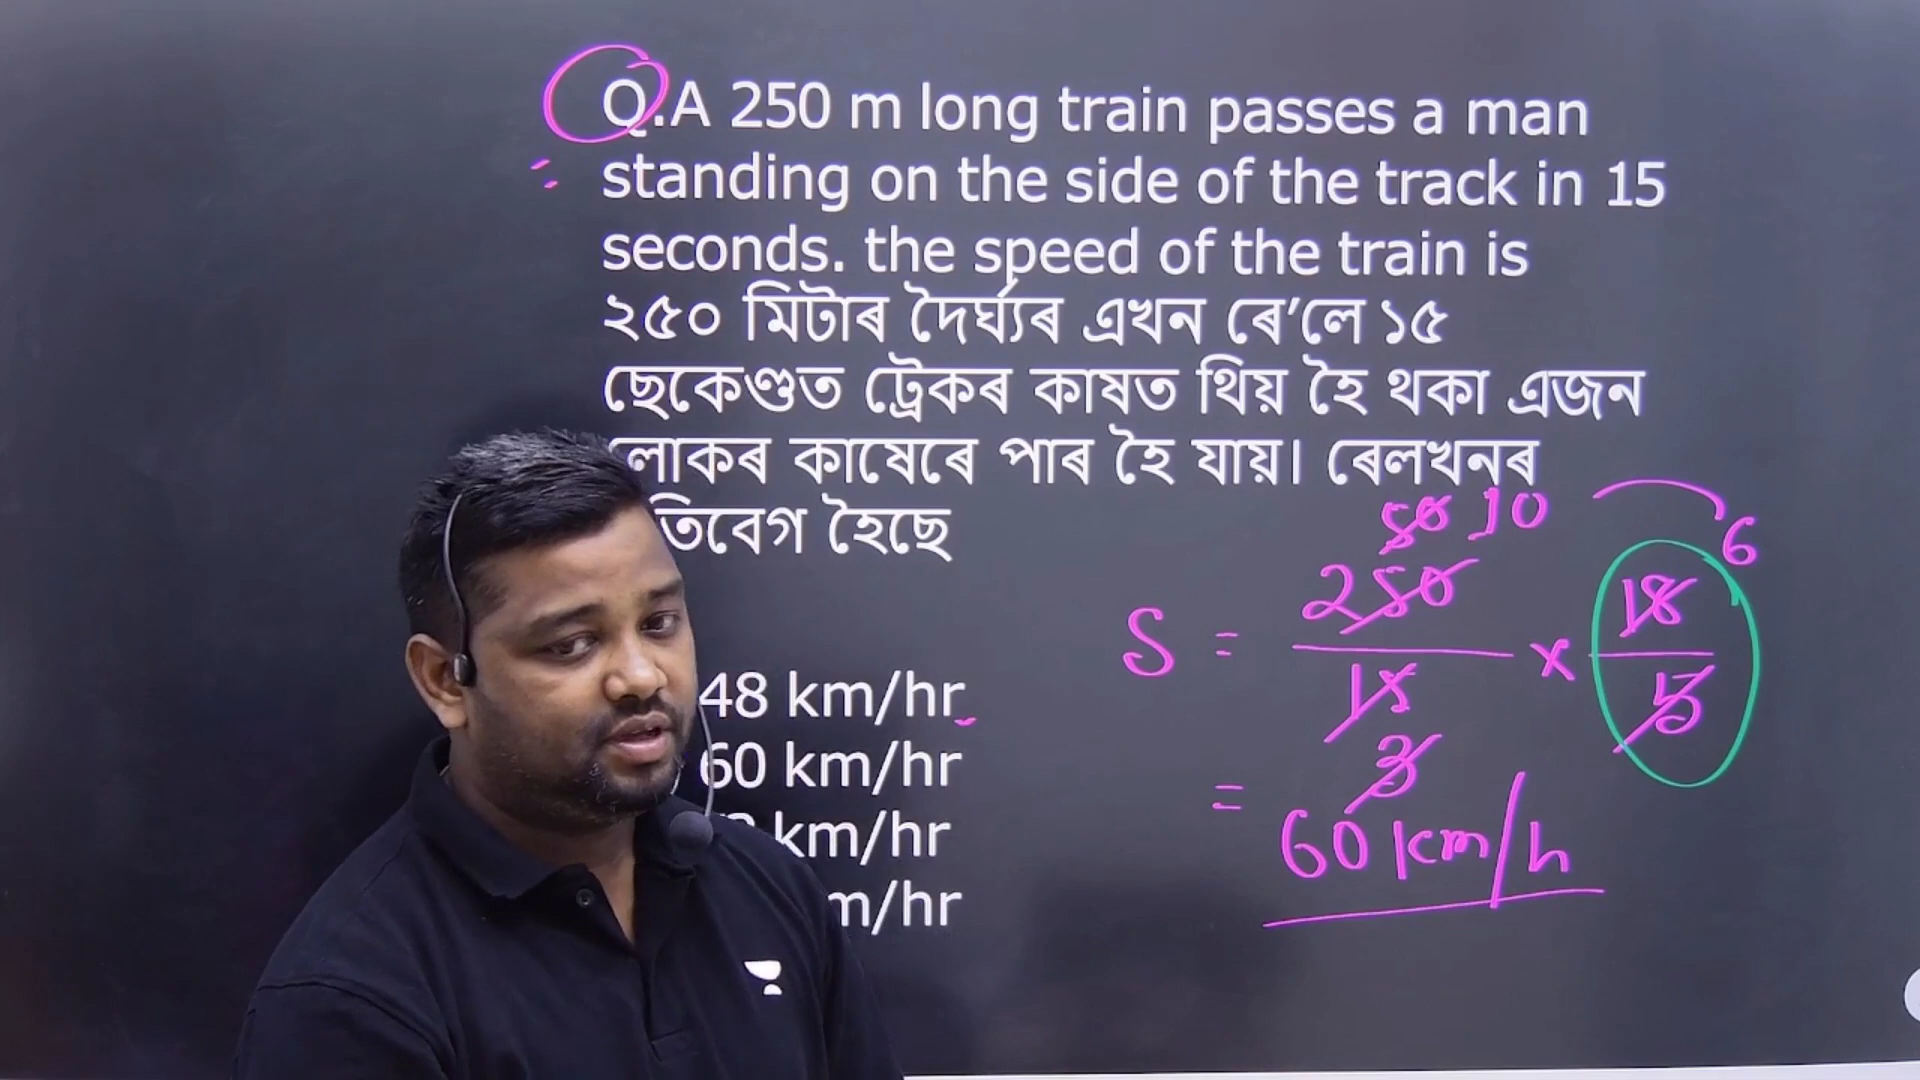 Q.A 250 m long train passes a man
standing on the side of the track in 15
seconds. the speed of the train is
২৫০ মিটাৰ দৈৰ্ঘ্যৰ এখন ৰে’লে ১৫
ছেকেণ্ডত ট্ৰেকৰ কাষত থিয় হৈ থকা এজন
লোকৰ কাষেৰে পাৰ হৈ যায়। ৰেলখনৰ
হৈছে
50 10
6
S = 250 × 18
15 5
3
= 60 km/h
48 km/hr
60 km/hr
km/hr
m/hr